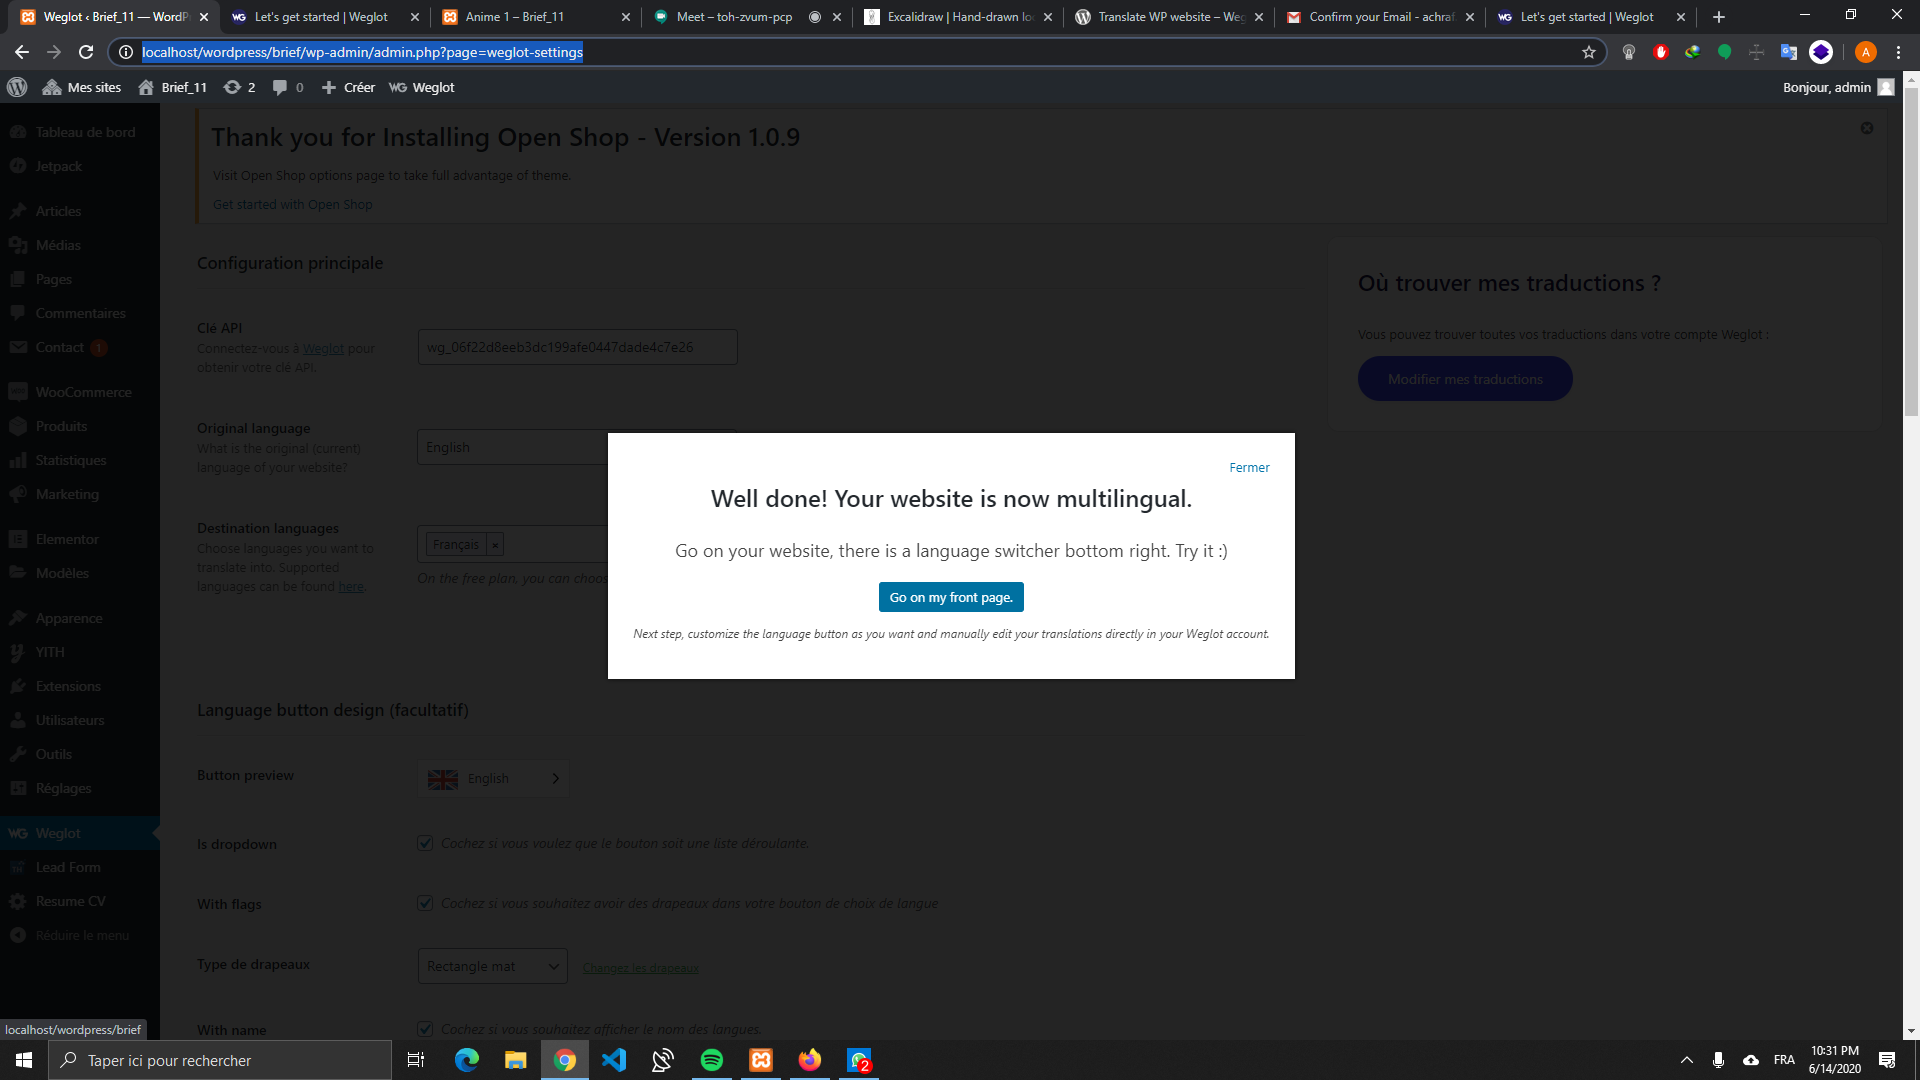 Weglot ‹ Brief_11 — WordP
Let's get started | Weglot
Anime 1 – Brief_11
Meet – toh-zvum-pcp
Excalidraw | Hand-drawn lo
Translate WP website – Weg
Confirm your Email - achraf
Let's get started | Weglot
localhost/wordpress/brief/wp-admin/admin.php?page=weglot-settings
A
Mes sites
Brief_11
2
0
Créer
WG Weglot
Bonjour, admin
Tableau de bord
Jetpack
Articles
Médias
Pages
Commentaires
Contact 1
WooCommerce
Produits
Statistiques
Marketing
Elementor
Modèles
Apparence
YITH
Extensions
Utilisateurs
Outils
Réglages
WG Weglot
Lead Form
Resume CV
Réduire le menu
Thank you for Installing Open Shop - Version 1.0.9
Visit Open Shop options page to take full advantage of theme.
Get started with Open Shop
Configuration principale
Clé API
Connectez-vous à Weglot pour
obtenir votre clé API.
wg_06f22d8eeb3dc199afe0447dade4c7e26
Original language
What is the original (current)
language of your website?
English
Destination languages
Choose languages you want to
translate into. Supported
languages can be found here.
Français ×
On the free plan, you can choos
Où trouver mes traductions ?
Vous pouvez trouver toutes vos traductions dans votre compte Weglot :
Modifier mes traductions
Fermer
Well done! Your website is now multilingual.
Go on your website, there is a language switcher bottom right. Try it :)
Go on my front page.
Next step, customize the language button as you want and manually edit your translations directly in your Weglot account.
Language button design (facultatif)
Button preview
English
Is dropdown
Cochez si vous voulez que le bouton soit une liste déroulante.
With flags
Cochez si vous souhaitez avoir des drapeaux dans votre bouton de choix de langue
Type de drapeaux
Rectangle mat
Changez les drapeaux
With name
Cochez si vous souhaitez afficher le nom des langues.
localhost/wordpress/brief
Taper ici pour rechercher
2
FRA
10:31 PM
6/14/2020